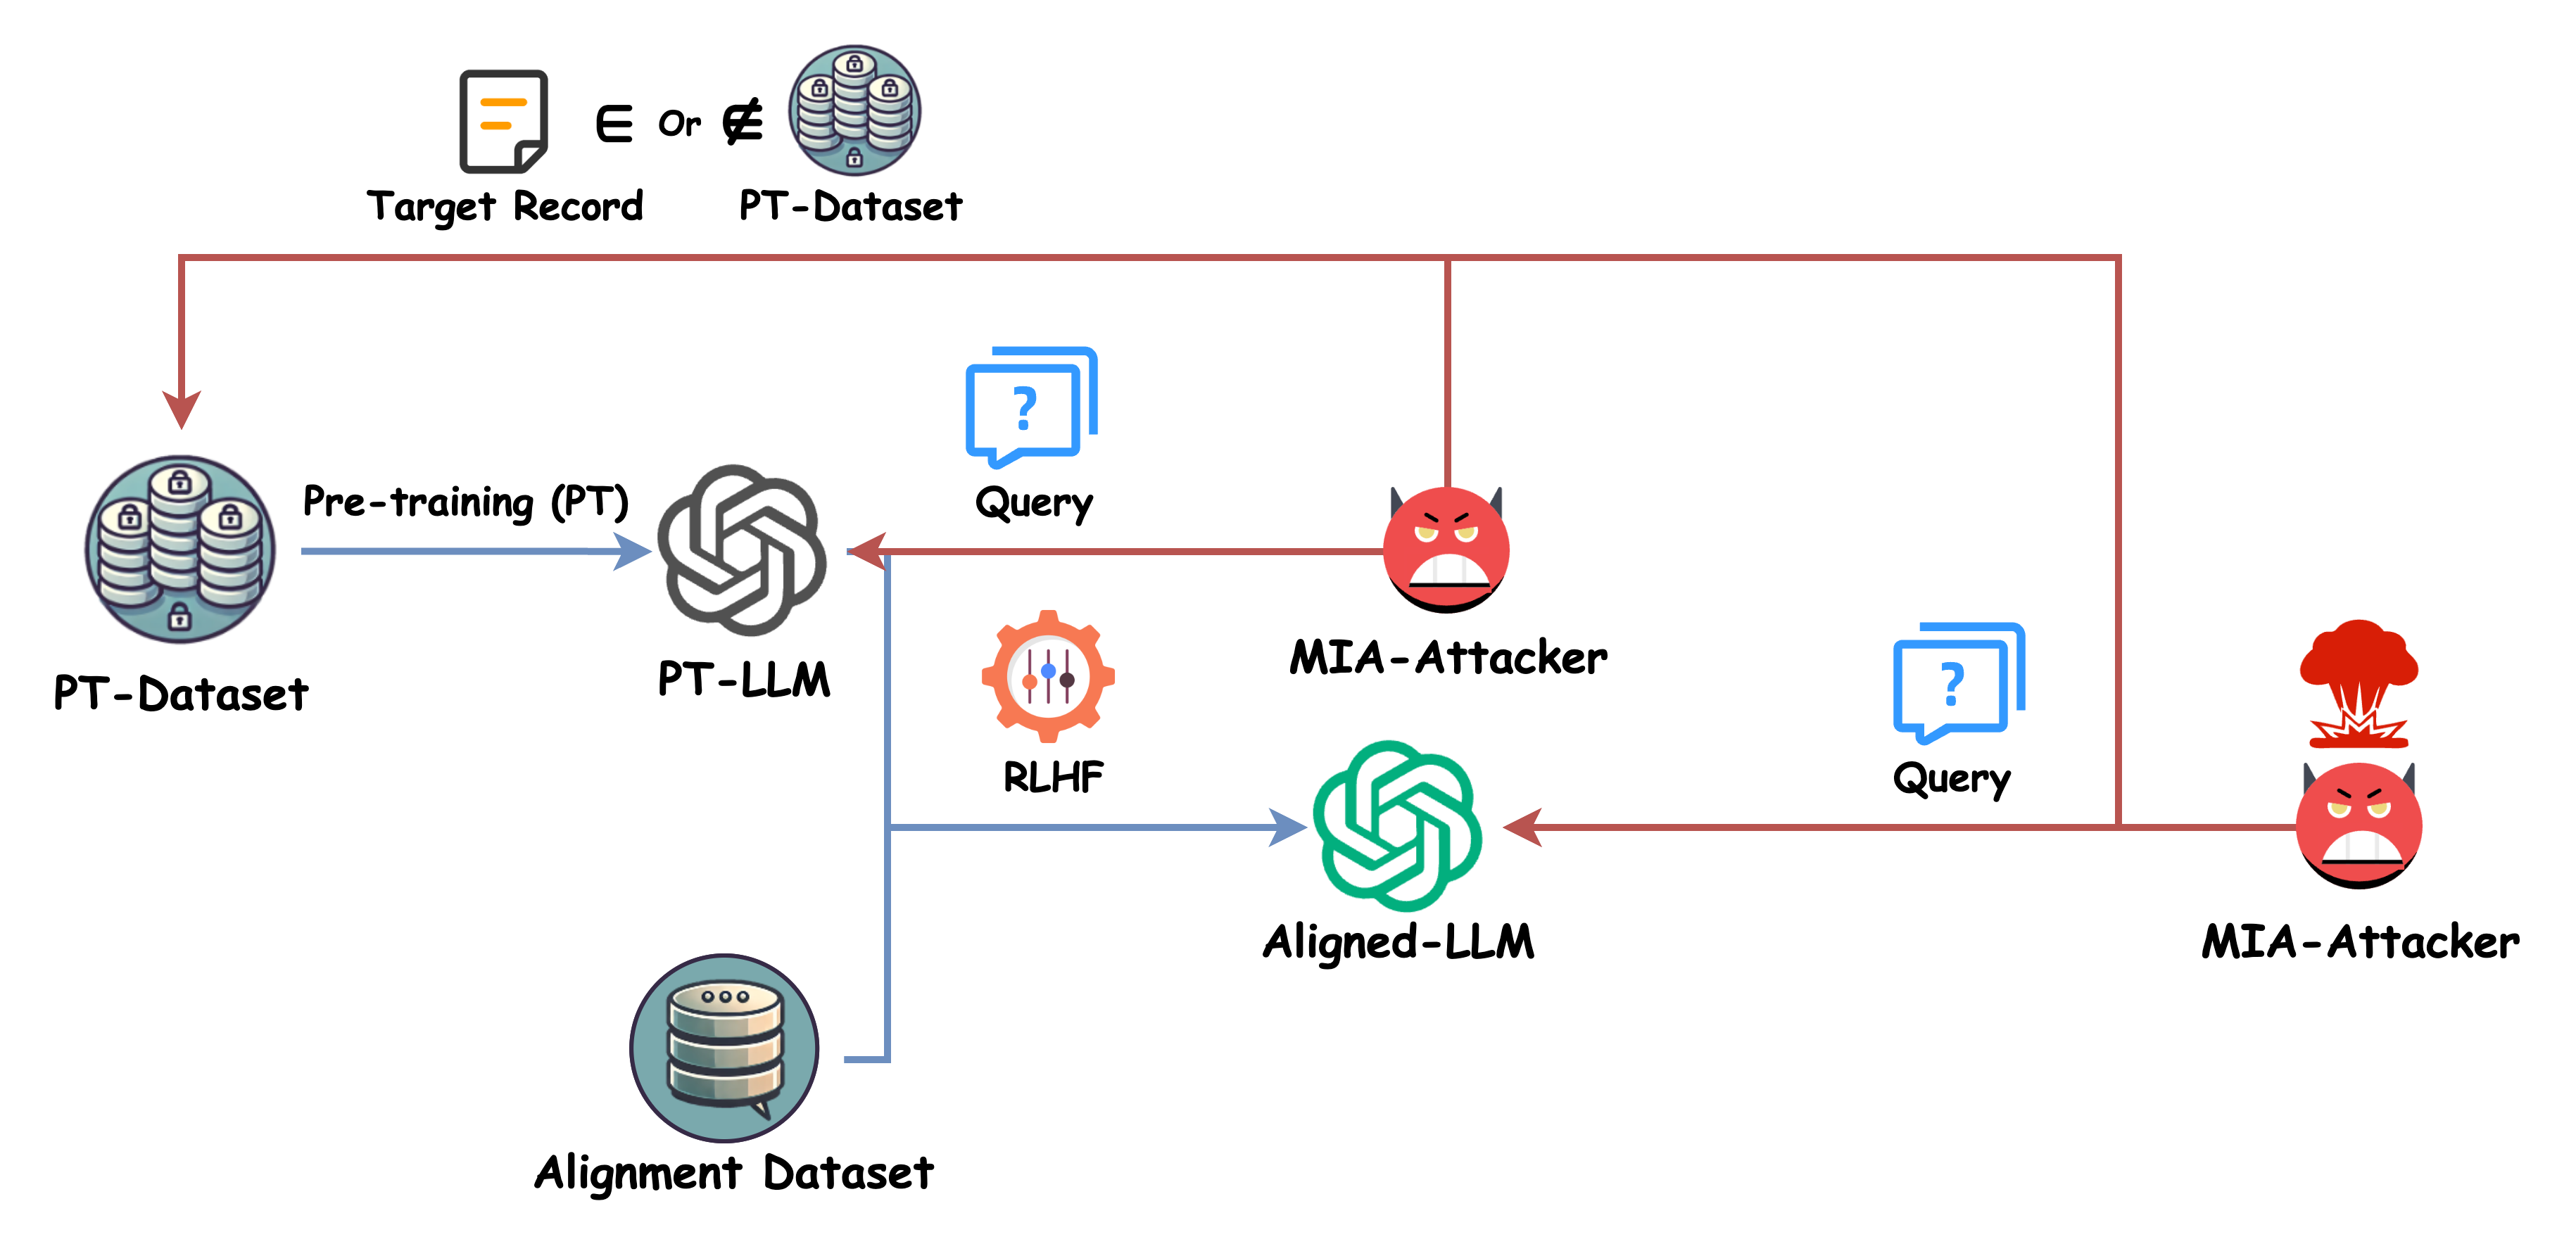 ∈ Or ∉
Target Record
PT-Dataset
?
Query
Pre-training (PT)
PT-Dataset
PT-LLM
MIA-Attacker
RLHF
?
Query
Aligned-LLM
MIA-Attacker
Alignment Dataset